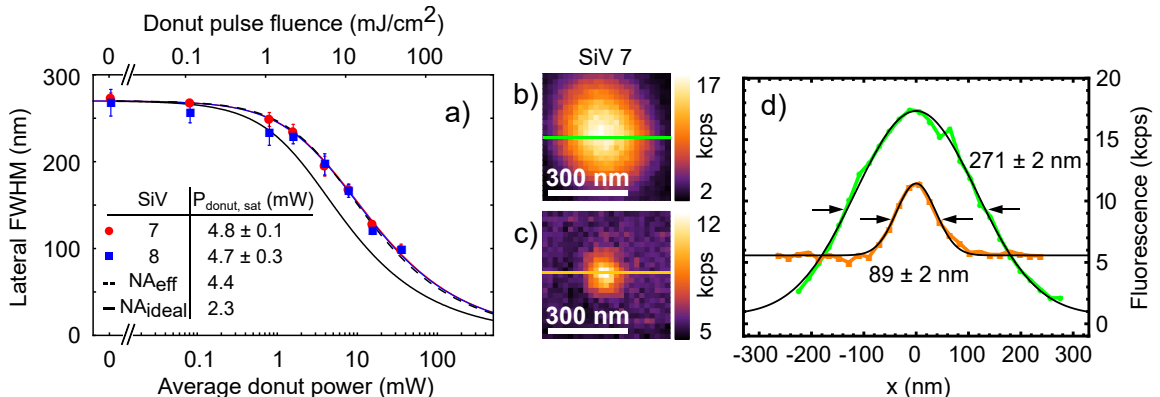 Donut pulse fluence (mJ/cm²)
0 0.1 1 10 100
300
200
100
0
Lateral FWHM (nm)
a)
SiV P_donut, sat (mW)
7 4.8 ± 0.1
8 4.7 ± 0.3
NA_eff 4.4
NA_ideal 2.3
0 0.1 1 10 100
Average donut power (mW)
SiV 7
b)
300 nm
17
kcps
2
c)
300 nm
12
kcps
5
d)
271 ± 2 nm
89 ± 2 nm
20
15
10
5
0
Fluorescence (kcps)
-300 -200 -100 0 100 200 300
x (nm)